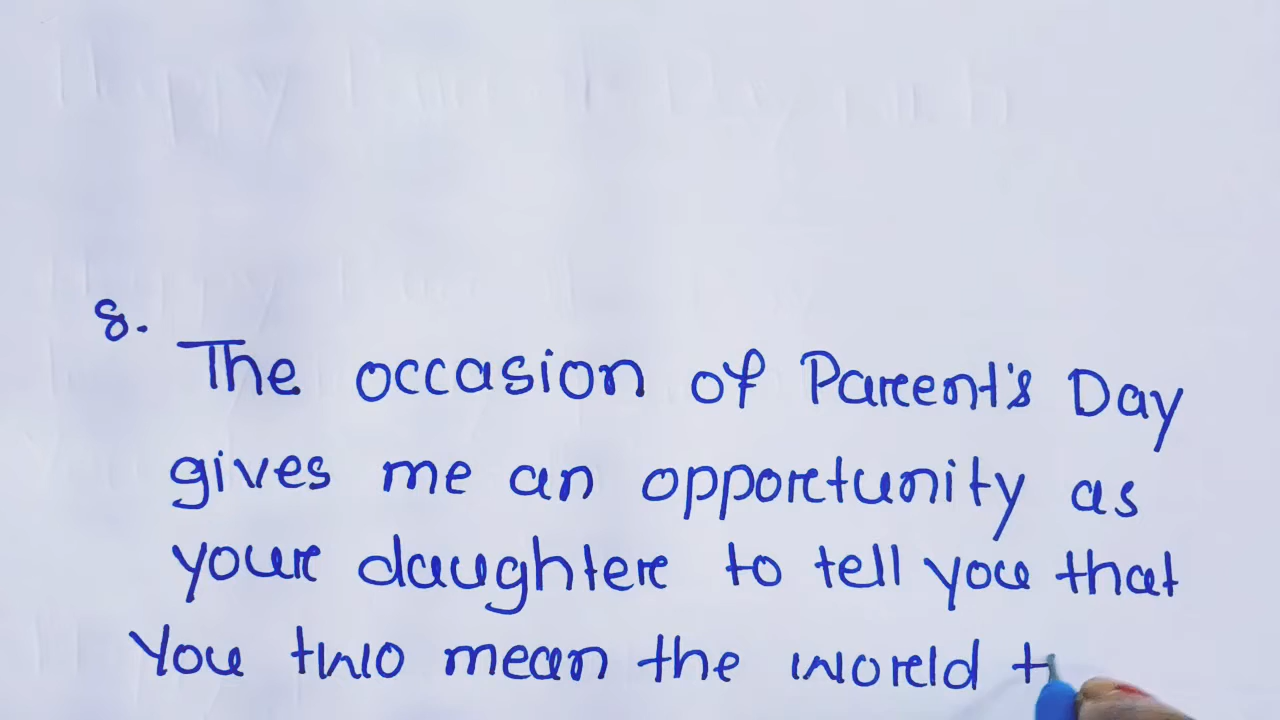 8.
The occasion of Parent's Day
gives me an opportunity as
your daughter to tell you that
You two mean the world t